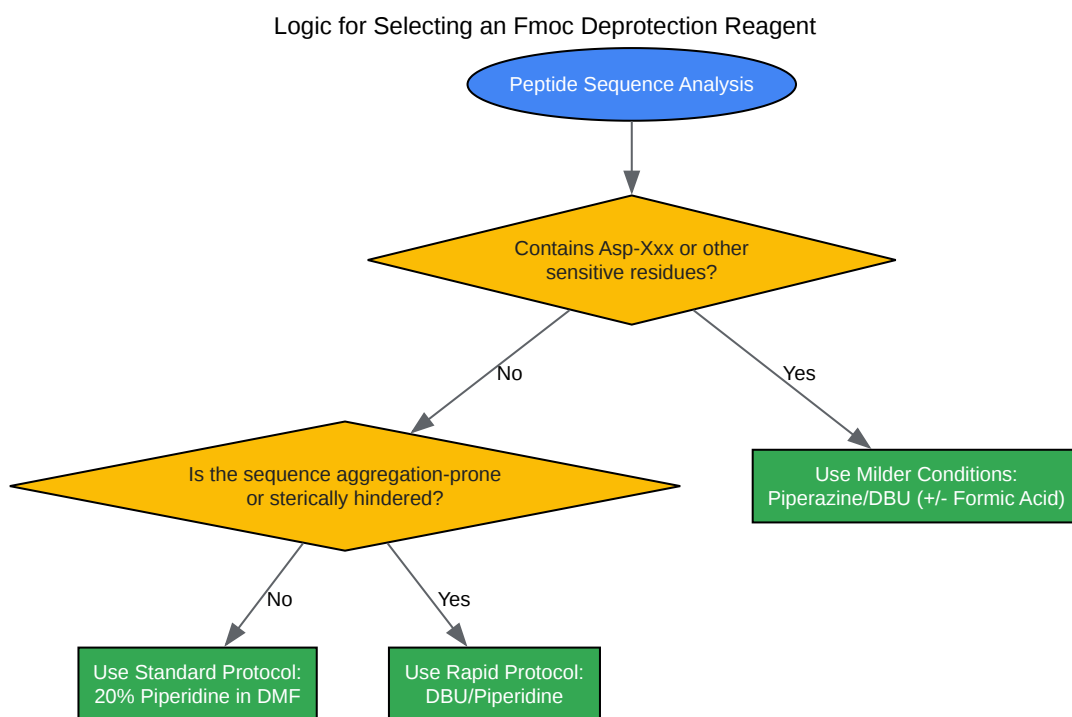 Logic for Selecting an Fmoc Deprotection Reagent
Peptide Sequence Analysis
Contains Asp-Xxx or other
sensitive residues?
No
Yes
Is the sequence aggregation-prone
or sterically hindered?
Use Milder Conditions:
Piperazine/DBU (+/- Formic Acid)
No
Yes
Use Standard Protocol:
20% Piperidine in DMF
Use Rapid Protocol:
DBU/Piperidine